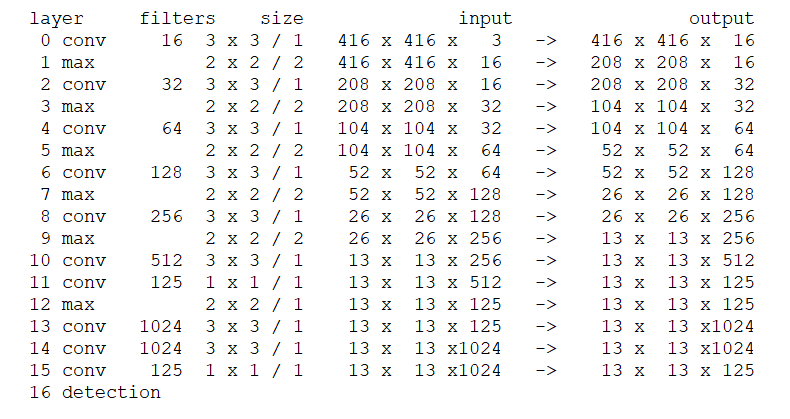 layer filters size input output
0 conv 16 3 x 3 / 1 416 x 416 x 3 -> 416 x 416 x 16
1 max 2 x 2 / 2 416 x 416 x 16 -> 208 x 208 x 16
2 conv 32 3 x 3 / 1 208 x 208 x 16 -> 208 x 208 x 32
3 max 2 x 2 / 2 208 x 208 x 32 -> 104 x 104 x 32
4 conv 64 3 x 3 / 1 104 x 104 x 32 -> 104 x 104 x 64
5 max 2 x 2 / 2 104 x 104 x 64 -> 52 x 52 x 64
6 conv 128 3 x 3 / 1 52 x 52 x 64 -> 52 x 52 x 128
7 max 2 x 2 / 2 52 x 52 x 128 -> 26 x 26 x 128
8 conv 256 3 x 3 / 1 26 x 26 x 128 -> 26 x 26 x 256
9 max 2 x 2 / 2 26 x 26 x 256 -> 13 x 13 x 256
10 conv 512 3 x 3 / 1 13 x 13 x 256 -> 13 x 13 x 512
11 conv 125 1 x 1 / 1 13 x 13 x 512 -> 13 x 13 x 125
12 max 2 x 2 / 1 13 x 13 x 125 -> 13 x 13 x 125
13 conv 1024 3 x 3 / 1 13 x 13 x 125 -> 13 x 13 x1024
14 conv 1024 3 x 3 / 1 13 x 13 x1024 -> 13 x 13 x1024
15 conv 125 1 x 1 / 1 13 x 13 x1024 -> 13 x 13 x 125
16 detection